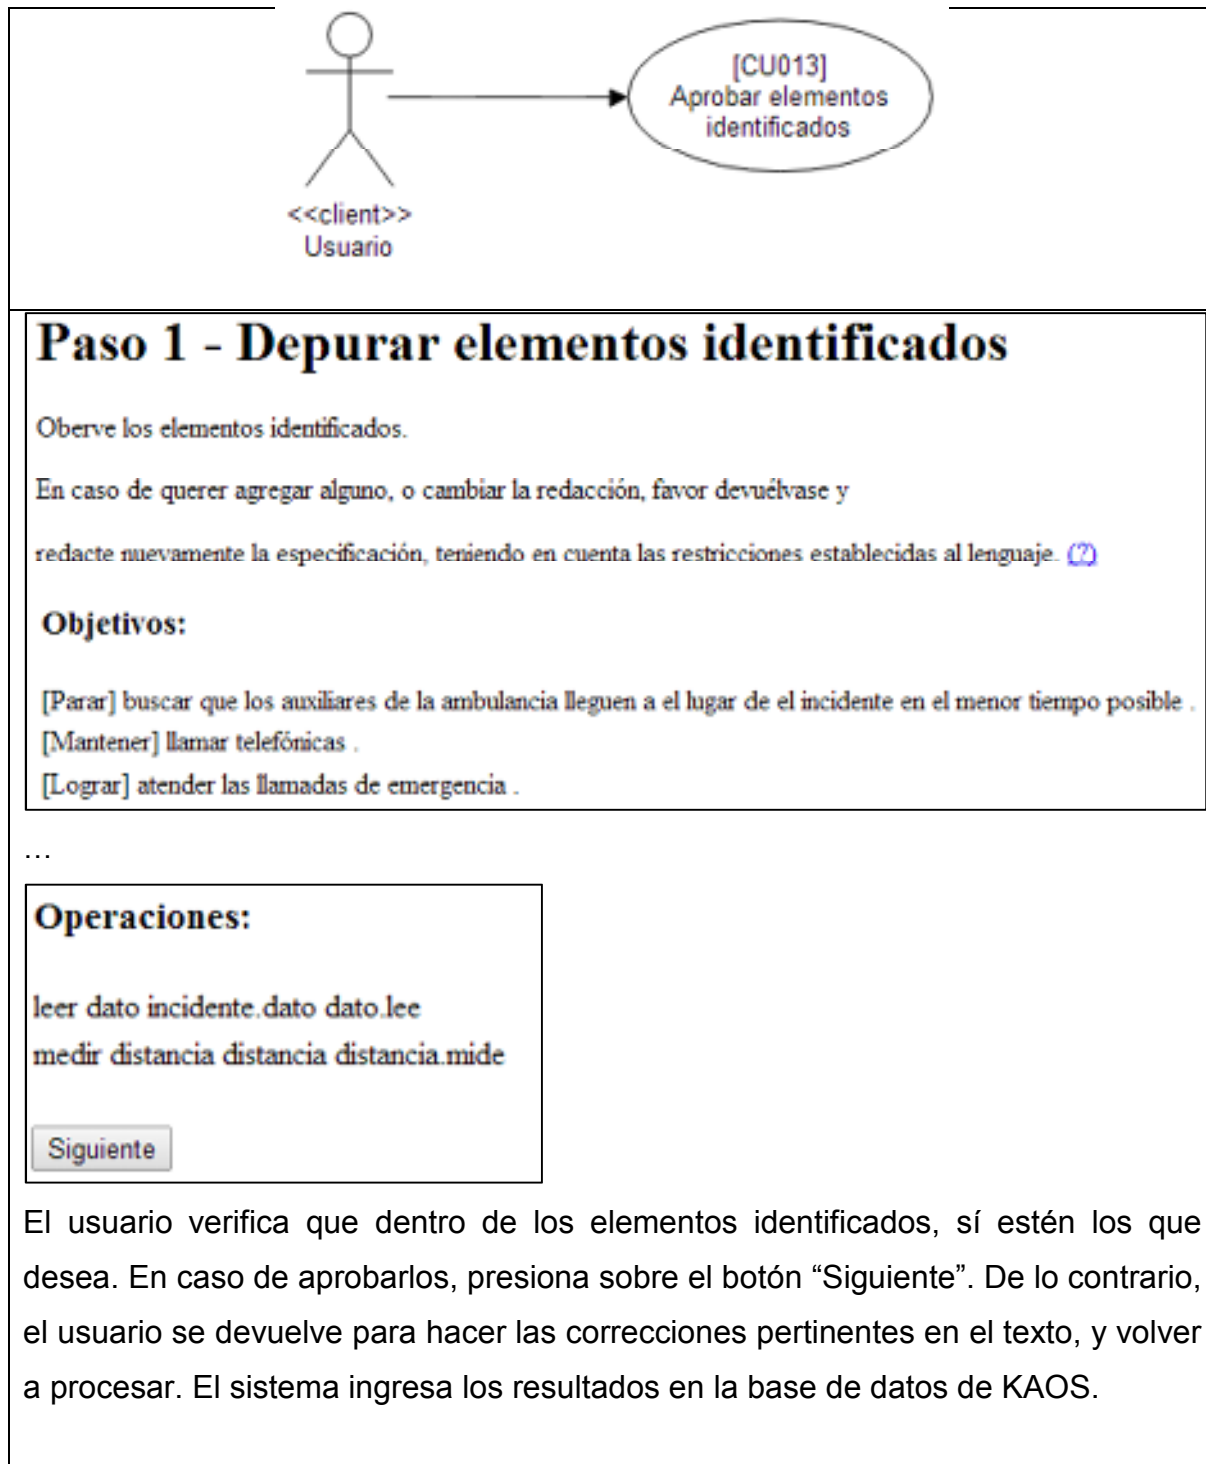 [CU013]
Aprobar elementos
identificados
<<client>>
Usuario
Paso 1 - Depurar elementos identificados
Oberve los elementos identificados.
En caso de querer agregar alguno, o cambiar la redacción, favor devuélvase y
redacte nuevamente la especificación, teniendo en cuenta las restricciones establecidas al lenguaje. (?)
Objetivos:
[Parar] buscar que los auxiliares de la ambulancia lleguen a el lugar de el incidente en el menor tiempo posible .
[Mantener] llamar telefónicas .
[Lograr] atender las llamadas de emergencia .
…
Operaciones:
leer dato incidente.dato dato.lee
medir distancia distancia distancia.mide
Siguiente
El usuario verifica que dentro de los elementos identificados, sí estén los que
desea. En caso de aprobarlos, presiona sobre el botón “Siguiente”. De lo contrario,
el usuario se devuelve para hacer las correcciones pertinentes en el texto, y volver
a procesar. El sistema ingresa los resultados en la base de datos de KAOS.